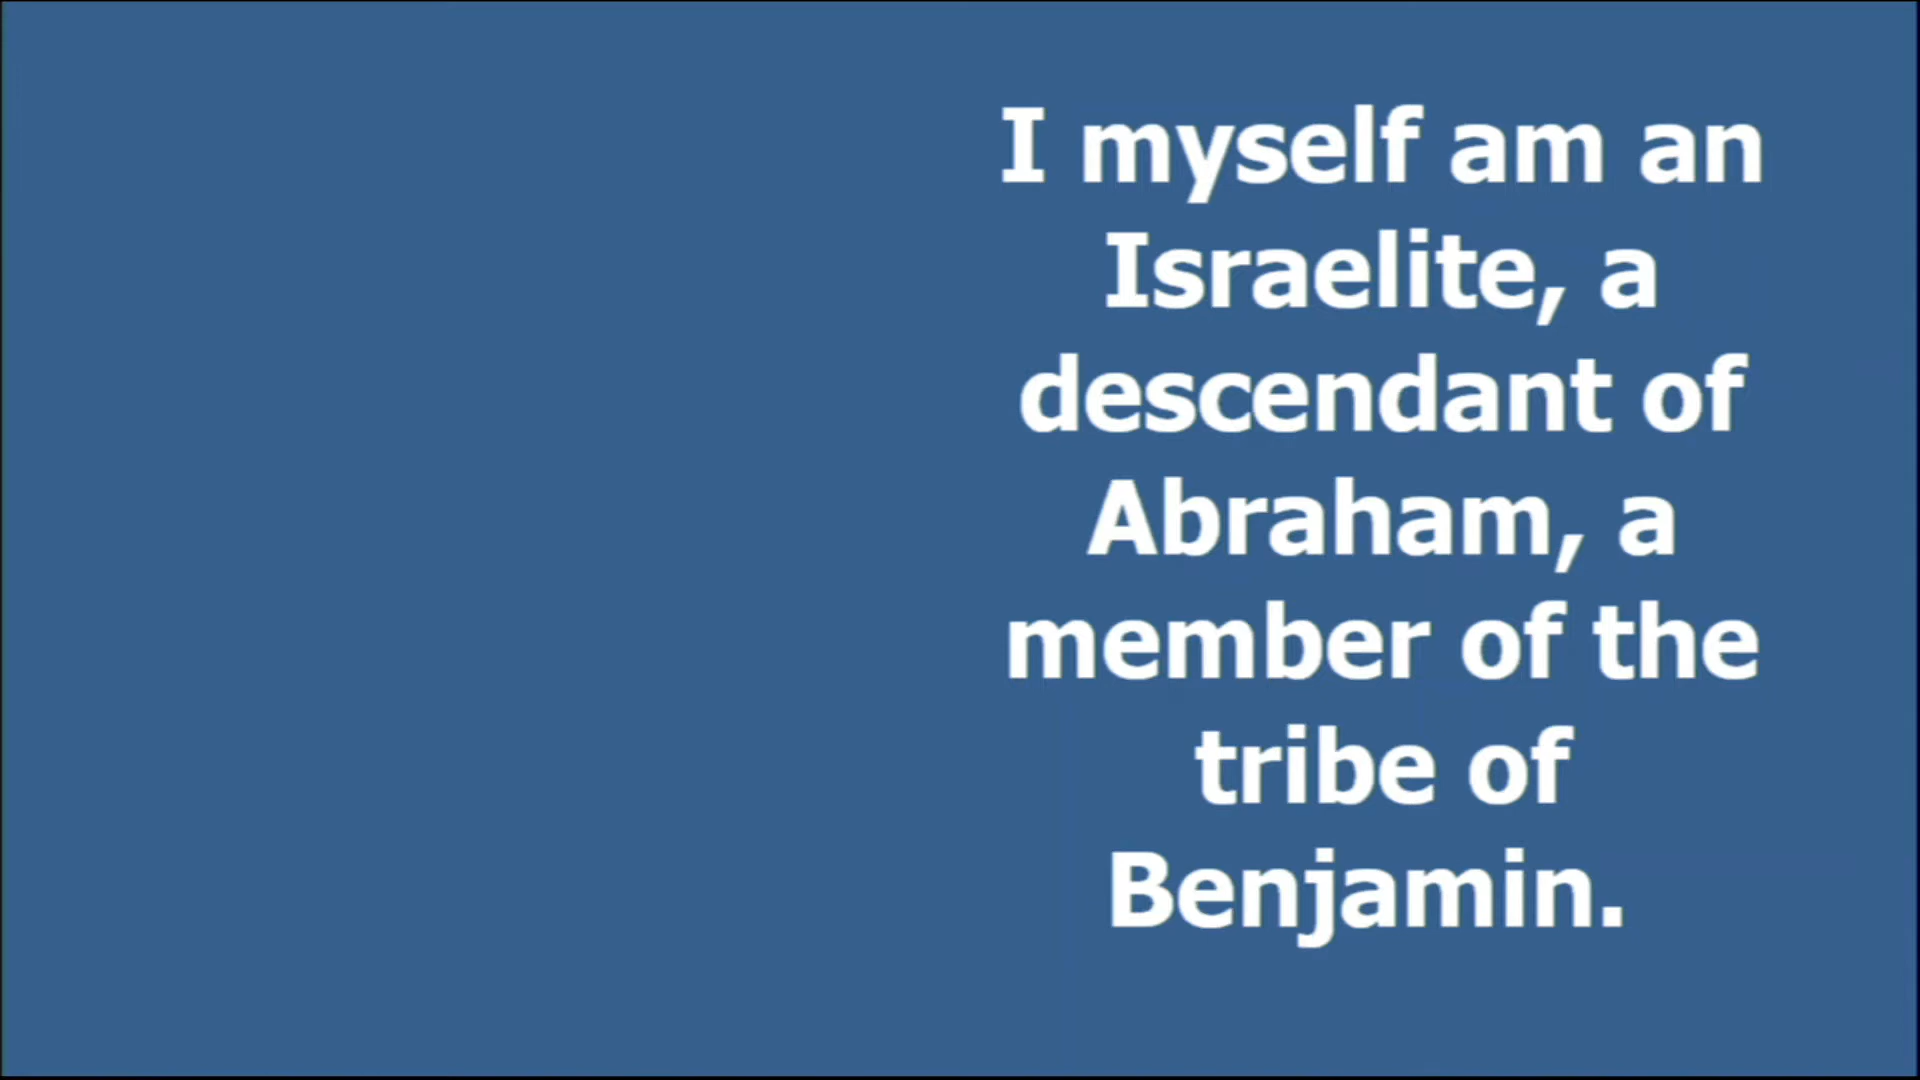 I myself am an
Israelite, a
descendant of
Abraham, a
member of the
tribe of
Benjamin.